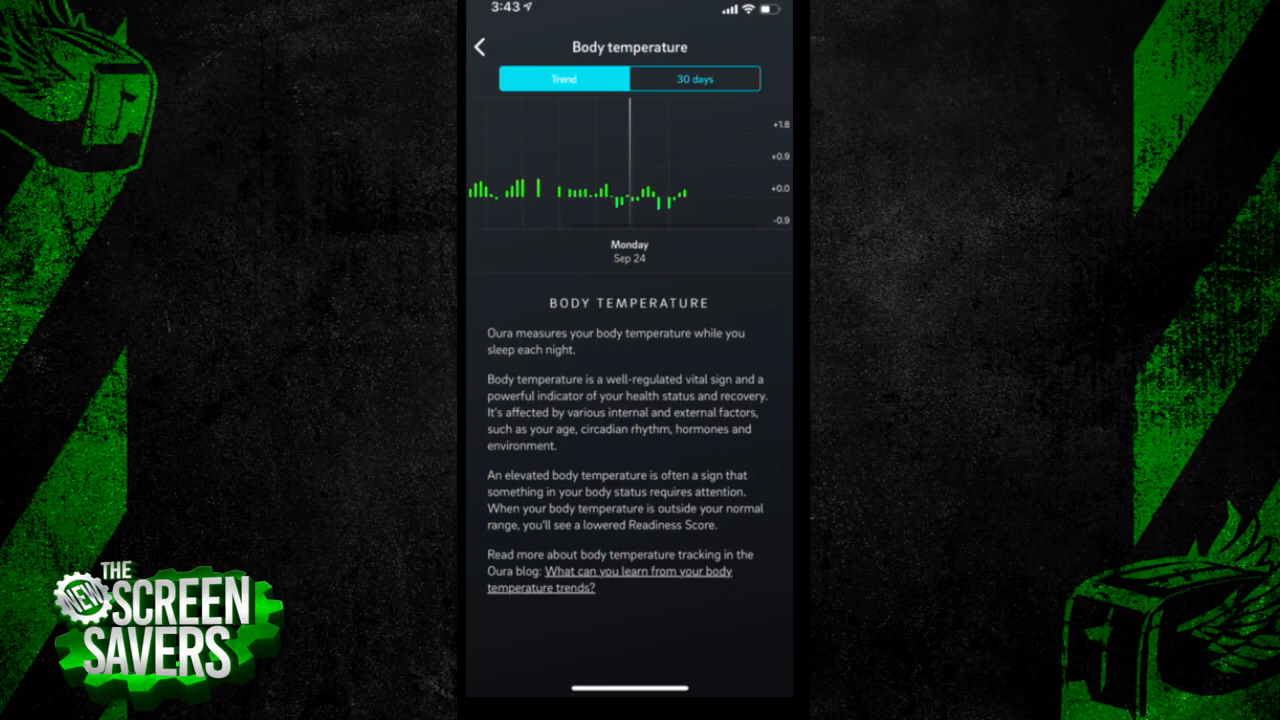 3:43
Body temperature
Trend
30 days
+1.8
+0.9
+0.0
-0.9
Monday
Sep 24
BODY TEMPERATURE
Oura measures your body temperature while you
sleep each night.
Body temperature is a well-regulated vital sign and a
powerful indicator of your health status and recovery.
It's affected by various internal and external factors,
such as your age, circadian rhythm, hormones and
environment.
An elevated body temperature is often a sign that
something in your body status requires attention.
When your body temperature is outside your normal
range, you'll see a lowered Readiness Score.
Read more about body temperature tracking in the
Oura blog: What can you learn from your body
temperature trends?
THE
NEW
SCREEN
SAVERS